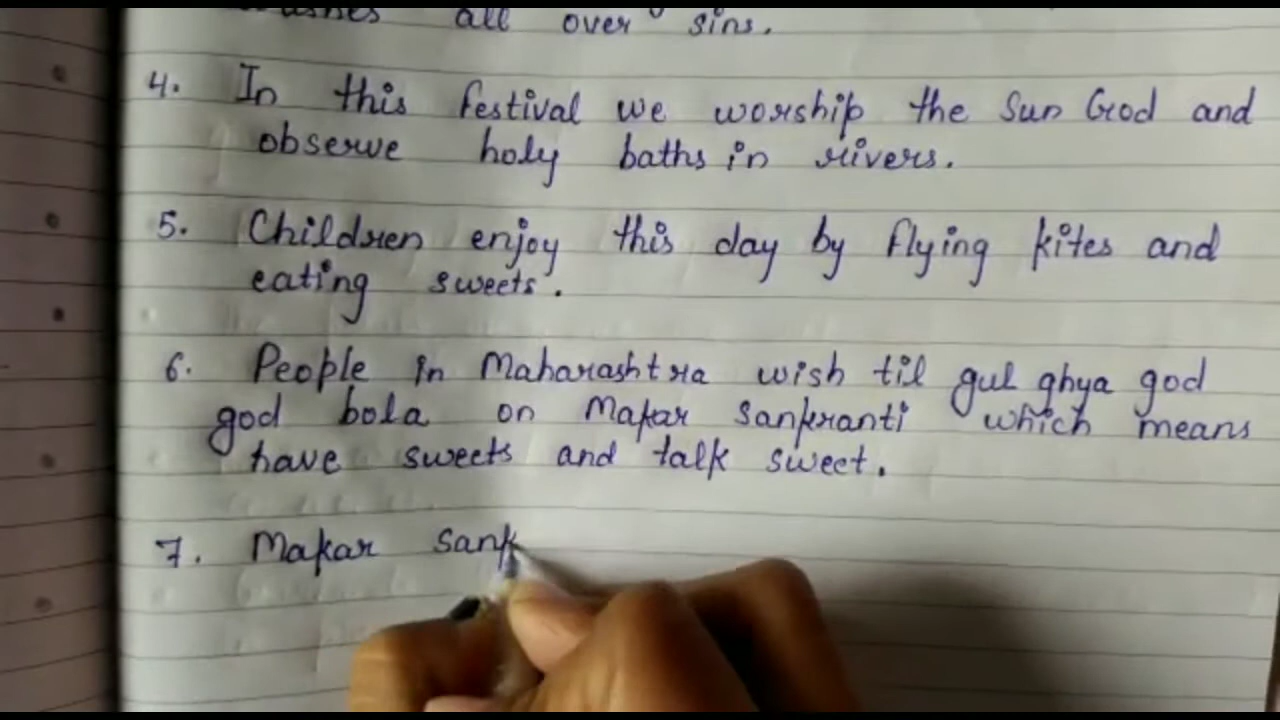 all over sins.
4. In this festival we worship the Sun God and
observe holy baths in rivers.
5. Children enjoy this day by flying kites and
eating sweets.
6. People in Maharashtra wish til gul ghya god
god bola on Makar Sankranti which means
have sweets and talk sweet.
7. Makar Sank